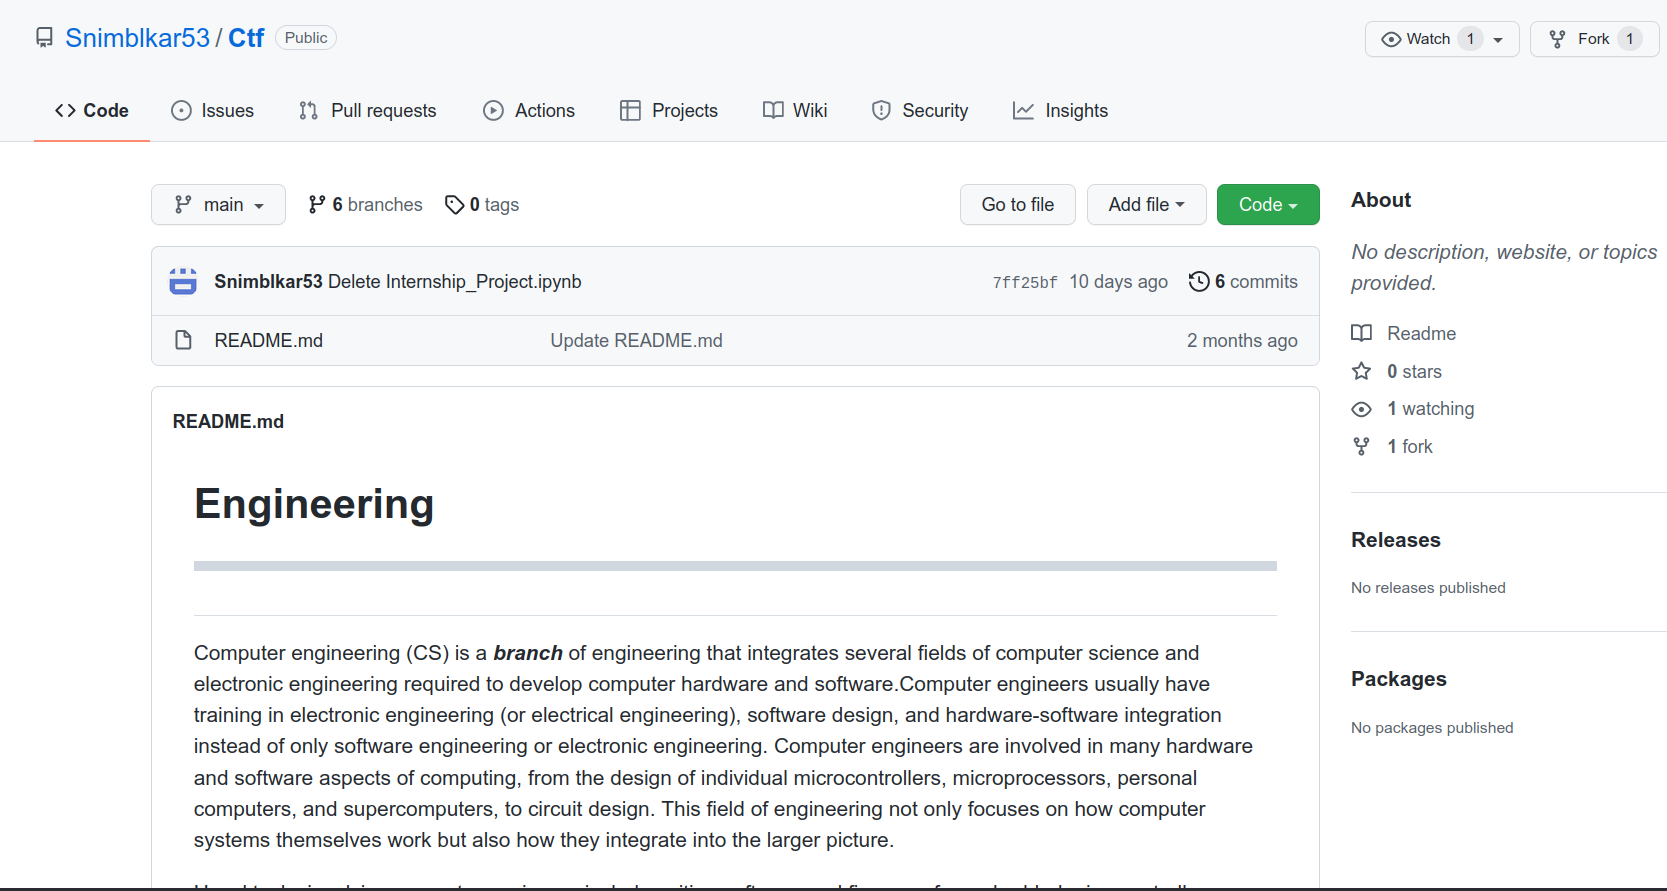 Snimblkar53 / Ctf Public
Watch 1
Fork 1
Code
Issues
Pull requests
Actions
Projects
Wiki
Security
Insights
main
6 branches
0 tags
Go to file
Add file
Code
Snimblkar53 Delete Internship_Project.ipynb
7ff25bf 10 days ago
6 commits
README.md
Update README.md
2 months ago
README.md
Engineering
Computer engineering (CS) is a branch of engineering that integrates several fields of computer science and
electronic engineering required to develop computer hardware and software.Computer engineers usually have
training in electronic engineering (or electrical engineering), software design, and hardware-software integration
instead of only software engineering or electronic engineering. Computer engineers are involved in many hardware
and software aspects of computing, from the design of individual microcontrollers, microprocessors, personal
computers, and supercomputers, to circuit design. This field of engineering not only focuses on how computer
systems themselves work but also how they integrate into the larger picture.
About
No description, website, or topics
provided.
Readme
0 stars
1 watching
1 fork
Releases
No releases published
Packages
No packages published